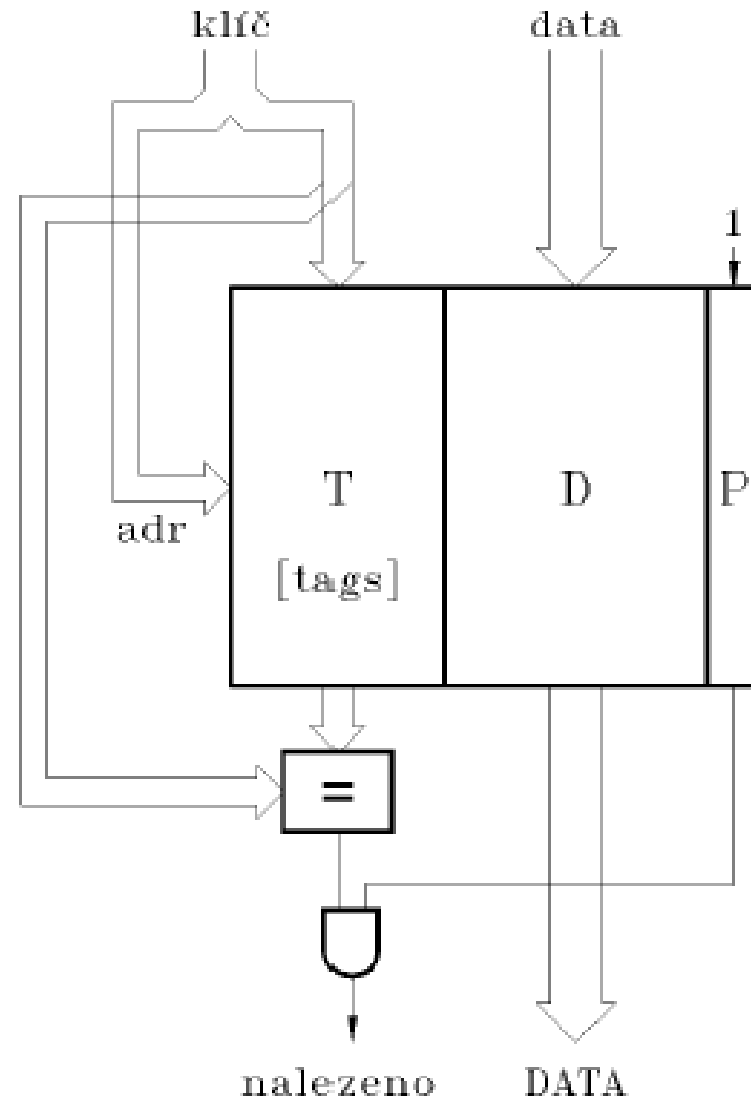 klíč data
1
T D P
adr
[tags]
=
nalezeno DATA